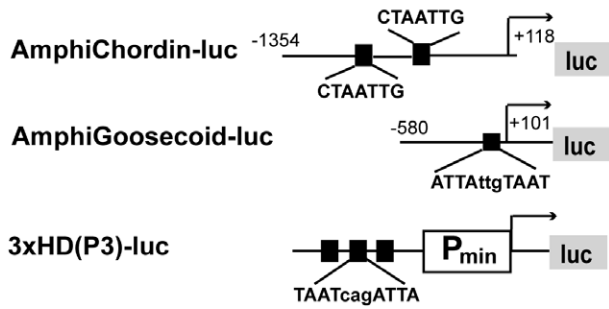 CTAATTG
AmphiChordin-luc -1354 +118 luc
CTAATTG
AmphiGoosecoid-luc -580 +101 luc
ATTAttgTAAT
3xHD(P3)-luc Pmin luc
TAATcagATTA